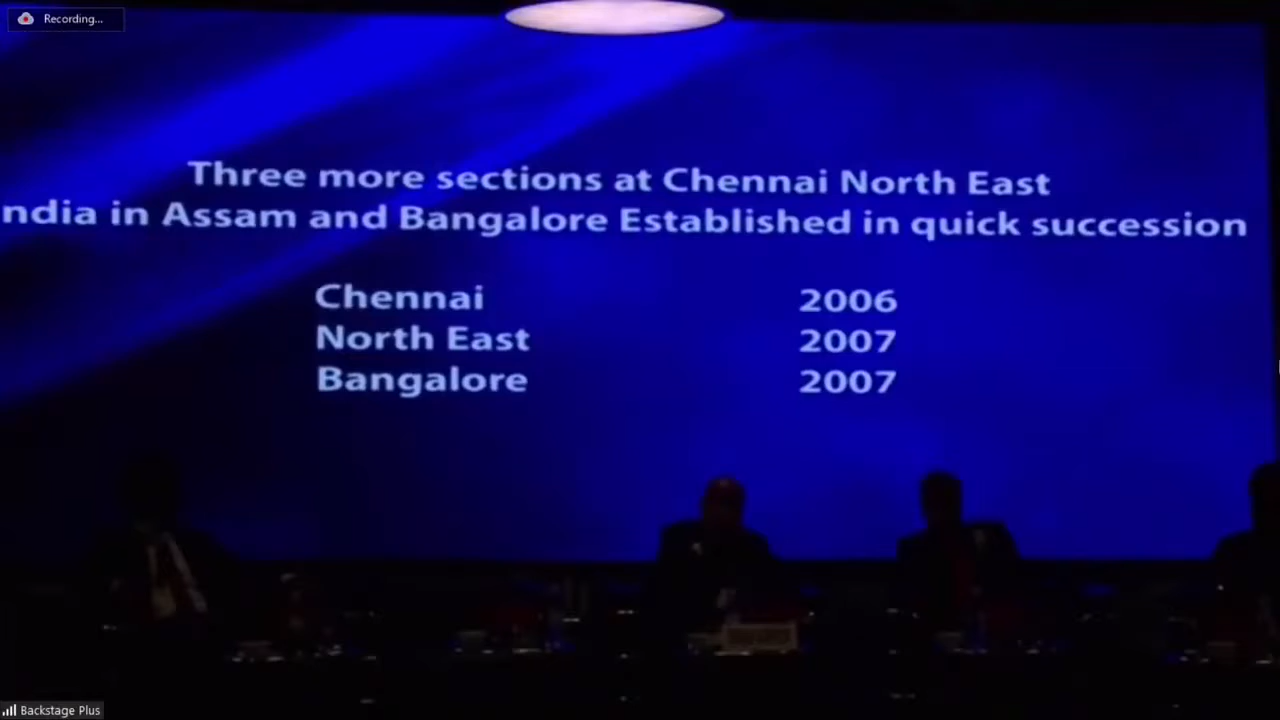 Recording...
Three more sections at Chennai North East
ndia in Assam and Bangalore Established in quick succession
Chennai 2006
North East 2007
Bangalore 2007
Backstage Plus